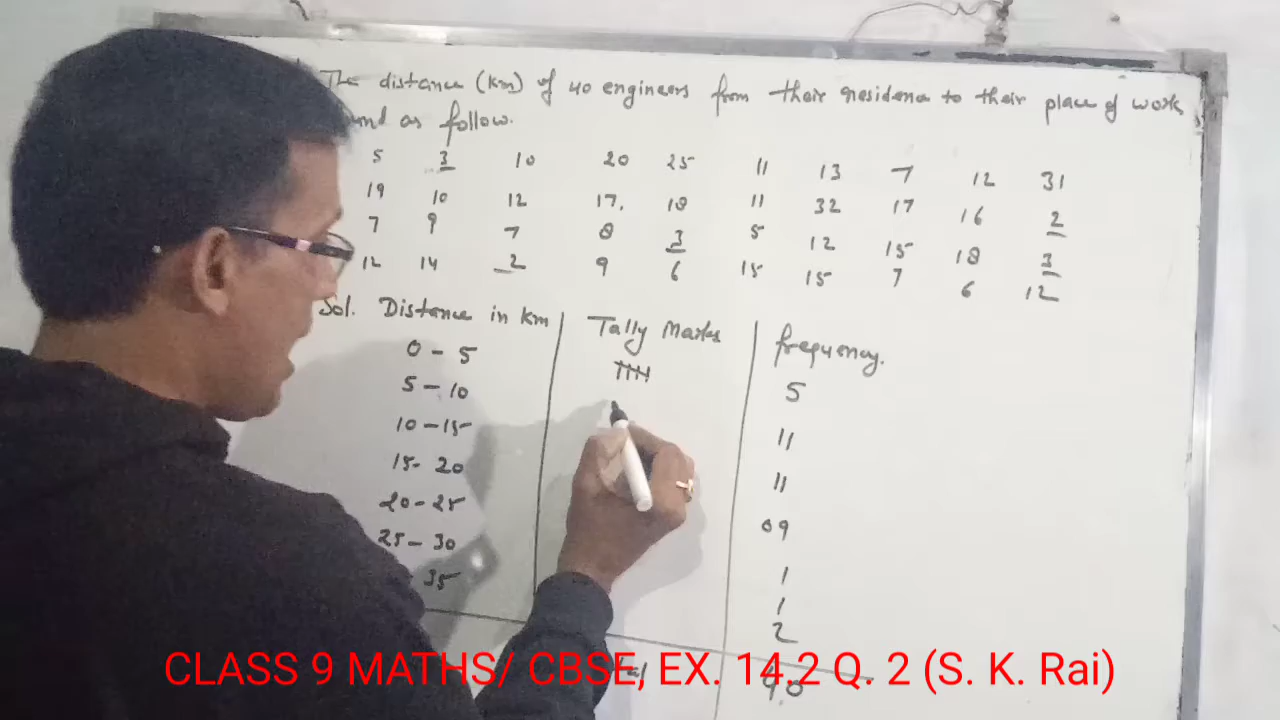 The distance (km) of 40 engineers from their residence to their place of work
as follow.
5 3 10 20 25 11 13 7 12 31
19 10 12 17. 18 11 32 17 16 2
7 9 7 8 3 5 12 15 18 3
12 14 2 9 6 15 15 7 6 12
Sol. Distance in km Tally Marks frequency.
0 - 5 5
5 - 10 11
10 - 15 11
15 - 20 09
20 - 25 1
25 - 30 1
35 2
40
CLASS 9 MATHS/ CBSE, EX. 14.2 Q. 2 (S. K. Rai)